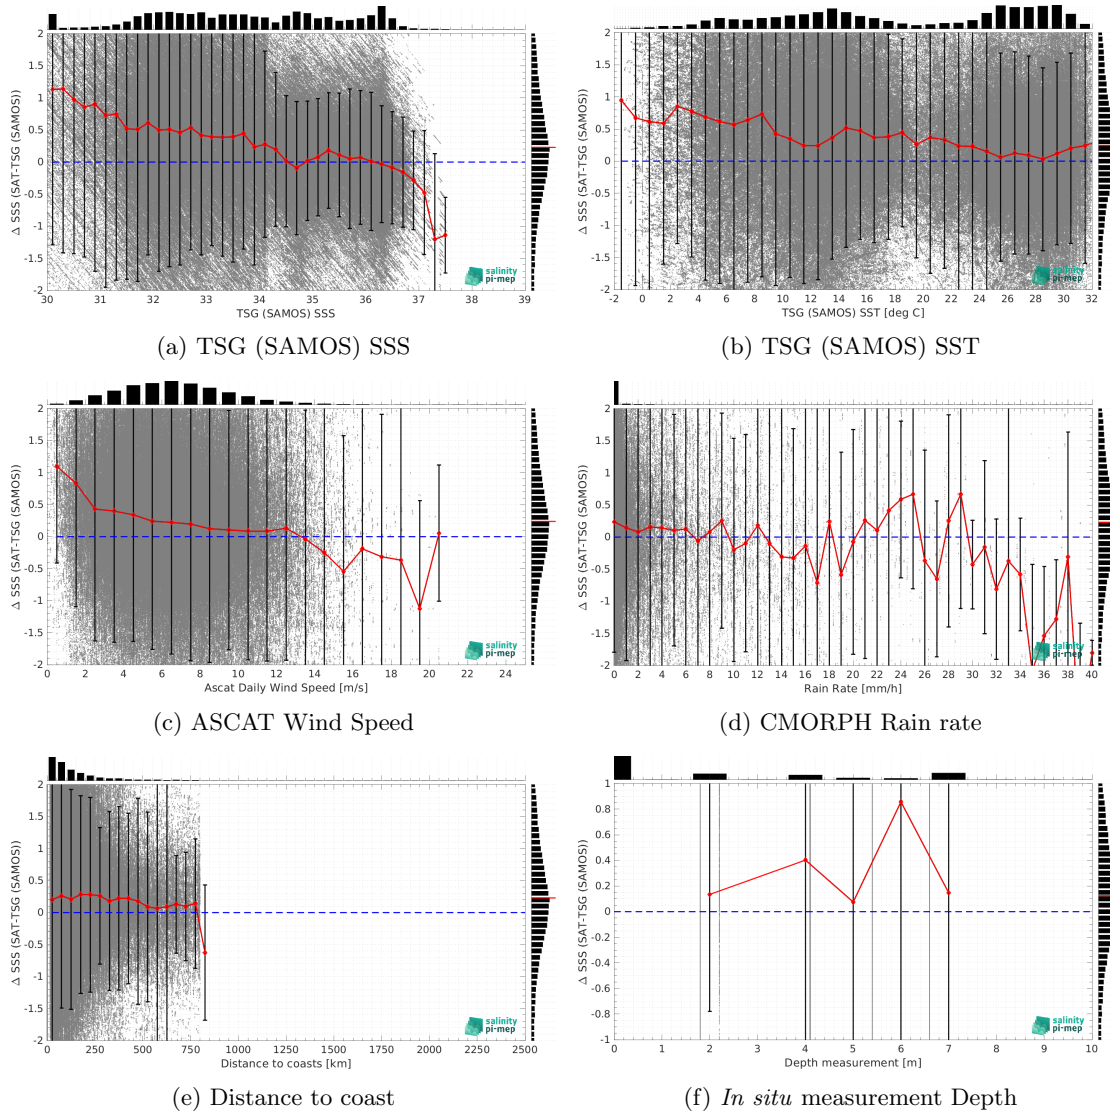 2
1.5
1
0.5
0
-0.5
-1
-1.5
-2
Δ SSS (SAT-TSG (SAMOS))
30 31 32 33 34 35 36 37 38 39
TSG (SAMOS) SSS
salinity
pi-mep
(a) TSG (SAMOS) SSS
2
1.5
1
0.5
0
-0.5
-1
-1.5
-2
Δ SSS (SAT-TSG (SAMOS))
-2 0 2 4 6 8 10 12 14 16 18 20 22 24 26 28 30 32
TSG (SAMOS) SST [deg C]
salinity
pi-mep
(b) TSG (SAMOS) SST
2
1.5
1
0.5
0
-0.5
-1
-1.5
-2
Δ SSS (SAT-TSG (SAMOS))
0 2 4 6 8 10 12 14 16 18 20 22 24
Ascat Daily Wind Speed [m/s]
salinity
pi-mep
(c) ASCAT Wind Speed
2
1.5
1
0.5
0
-0.5
-1
-1.5
-2
Δ SSS (SAT-TSG (SAMOS))
0 2 4 6 8 10 12 14 16 18 20 22 24 26 28 30 32 34 36 38 40
Rain Rate [mm/h]
salinity
pi-mep
(d) CMORPH Rain rate
2
1.5
1
0.5
0
-0.5
-1
-1.5
-2
Δ SSS (SAT-TSG (SAMOS))
0 250 500 750 1000 1250 1500 1750 2000 2250 2500
Distance to coasts [km]
salinity
pi-mep
(e) Distance to coast
1
0.8
0.6
0.4
0.2
0
-0.2
-0.4
-0.6
-0.8
-1
Δ SSS (SAT-TSG (SAMOS))
0 1 2 3 4 5 6 7 8 9 10
Depth measurement [m]
salinity
pi-mep
(f) In situ measurement Depth